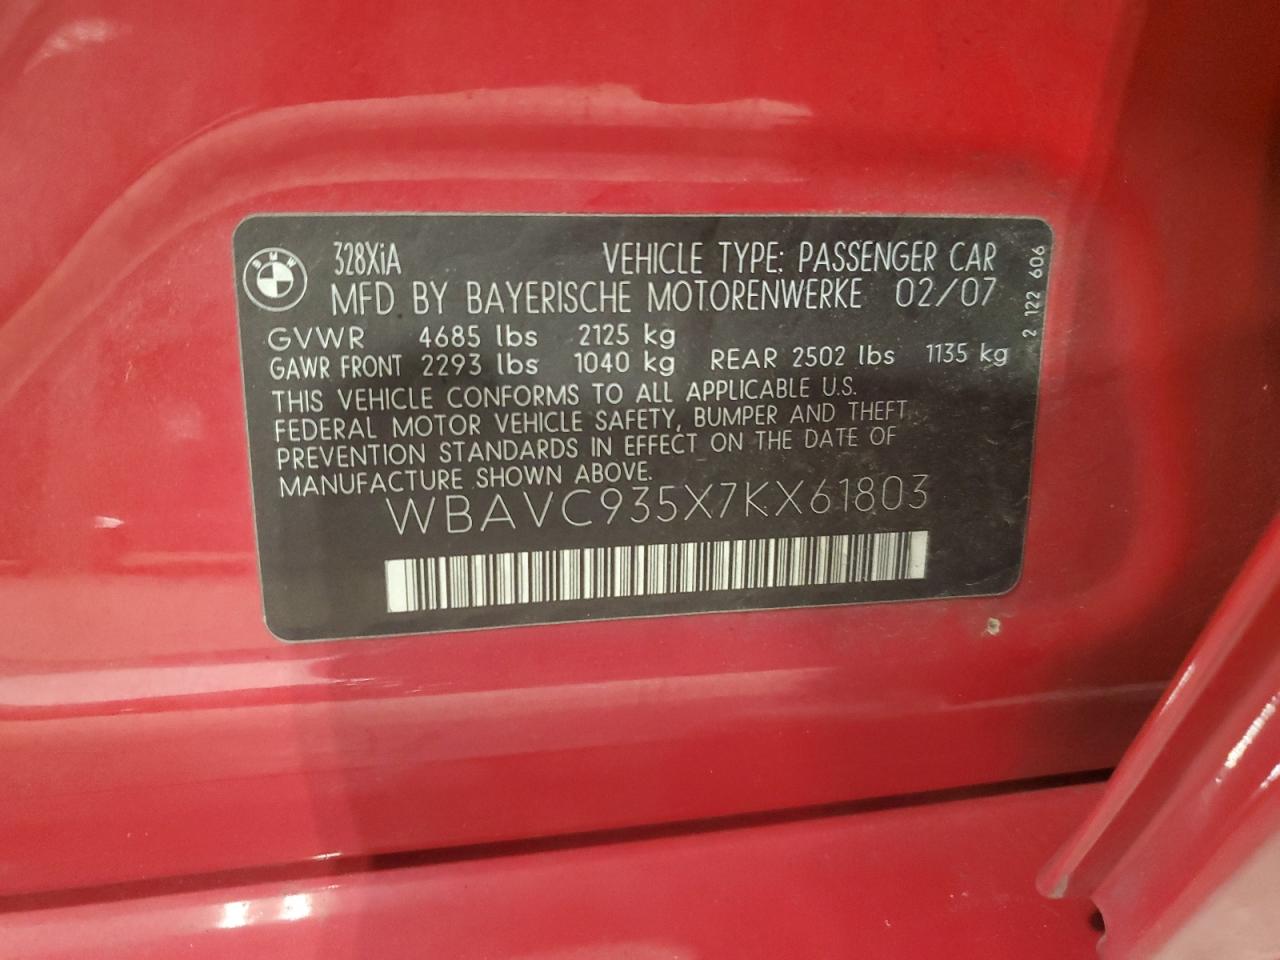 BMW
328XiA VEHICLE TYPE: PASSENGER CAR
MFD BY BAYERISCHE MOTORENWERKE 02/07
GVWR 4685 lbs 2125 kg
GAWR FRONT 2293 lbs 1040 kg REAR 2502 lbs 1135 kg
THIS VEHICLE CONFORMS TO ALL APPLICABLE U.S.
FEDERAL MOTOR VEHICLE SAFETY, BUMPER AND THEFT
PREVENTION STANDARDS IN EFFECT ON THE DATE OF
MANUFACTURE SHOWN ABOVE.
WBAVC935X7KX61803
2 122 606